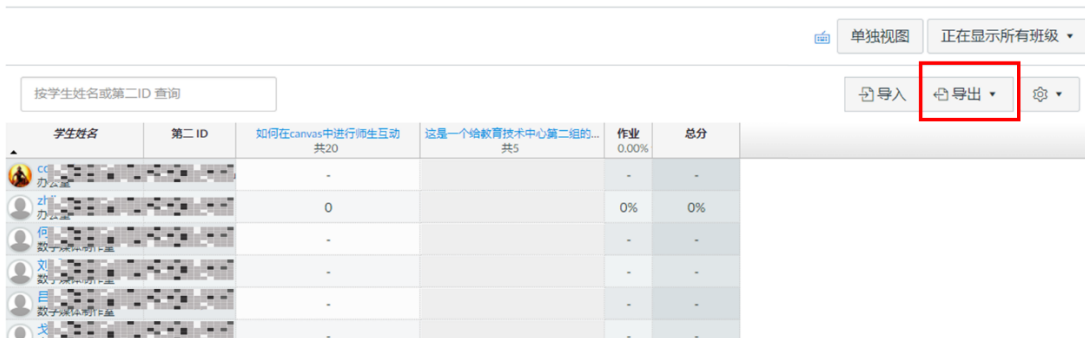 单独视图 正在显示所有班级
按学生姓名或第二ID 查询 导入 导出
学生姓名 第二 ID 如何在canvas中进行师生互动 这是一个给教育技术中心第二组的... 作业 总分
共20 共5 0.00%
- - -
办公室
0 0% 0%
办公室
何 - - -
数字媒体制作室
刘 - - -
数字媒体制作室
吕 - - -
数字媒体制作室
戈 - - -